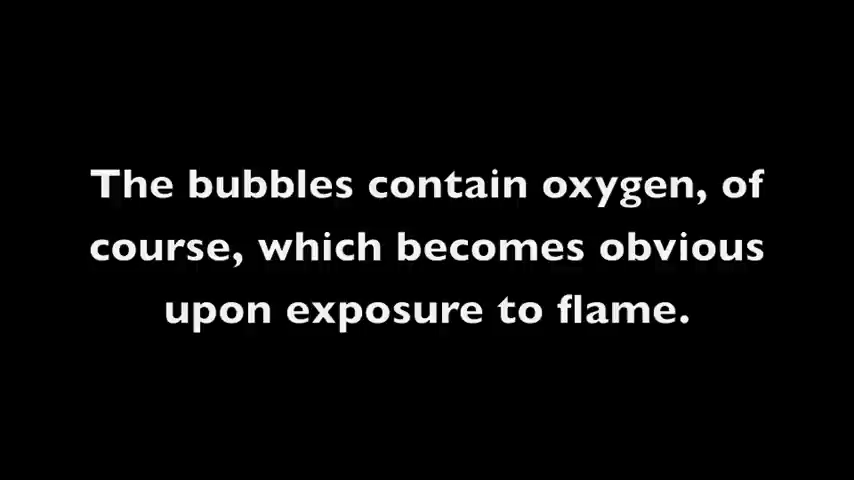 The bubbles contain oxygen, of
course, which becomes obvious
upon exposure to flame.